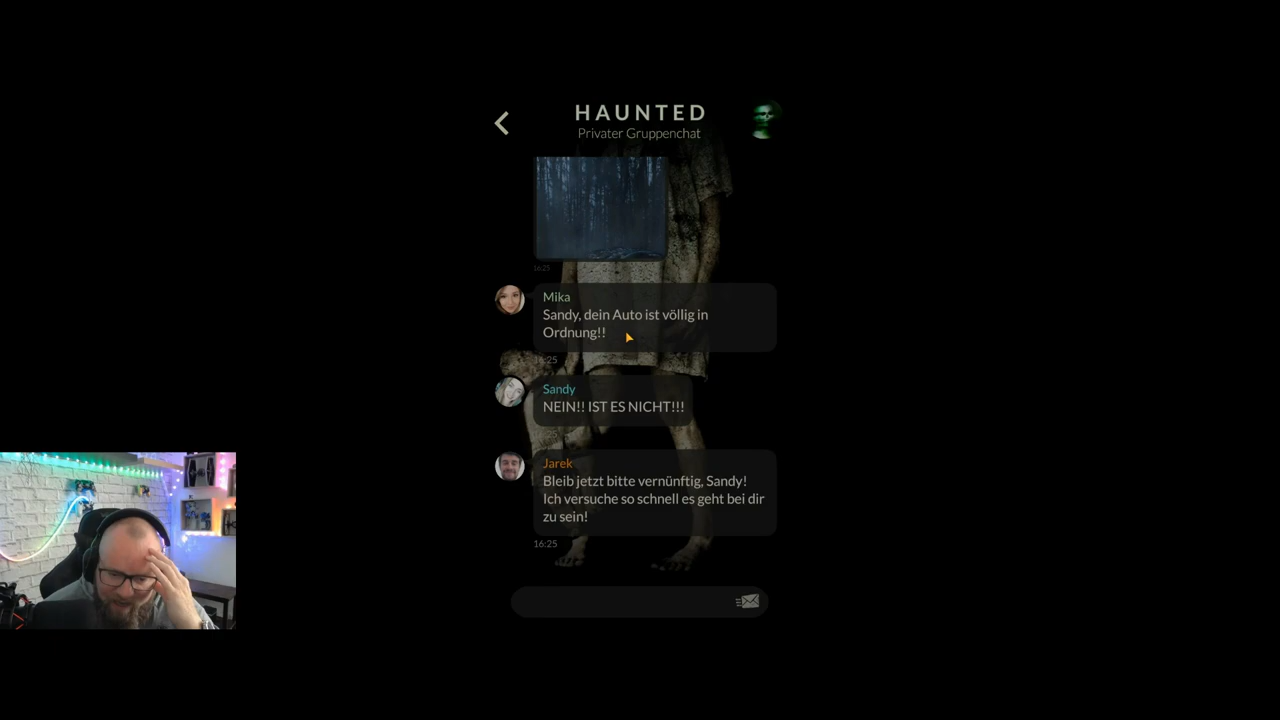 HAUNTED
Privater Gruppenchat
16:25
Mika
Sandy, dein Auto ist völlig in
Ordnung!!
16:25
Sandy
NEIN!! IST ES NICHT!!!
Jarek
Bleib jetzt bitte vernünftig, Sandy!
Ich versuche so schnell es geht bei dir
zu sein!
16:25